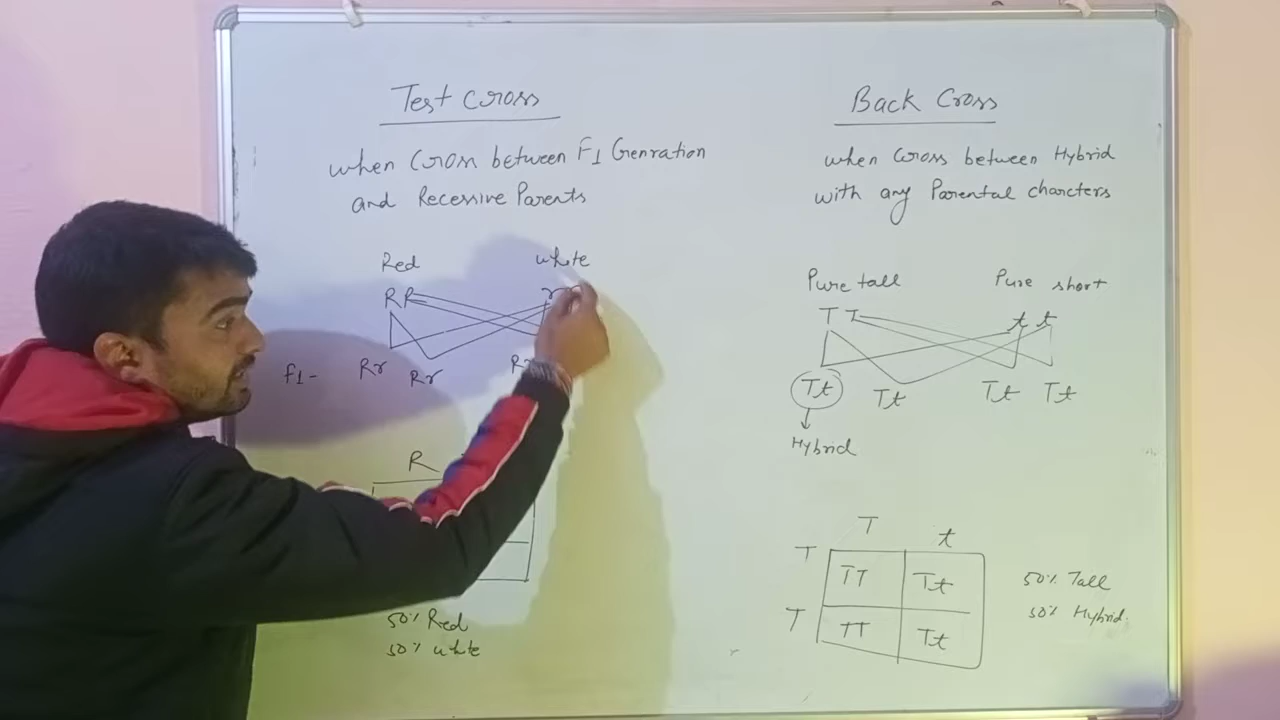 Test Cross
when Cross between F1 Genration
and Recessive Parents
Red white
RR r
F1- Rr Rr
R
50% Red
50% white
Back Cross
when Cross between Hybrid
with any Parental charcters
Pure tall Pure short
TT tt
Tt Tt Tt Tt
Hybrid
T t
T TT Tt
T TT Tt
50% Tall
50% Hybrid.